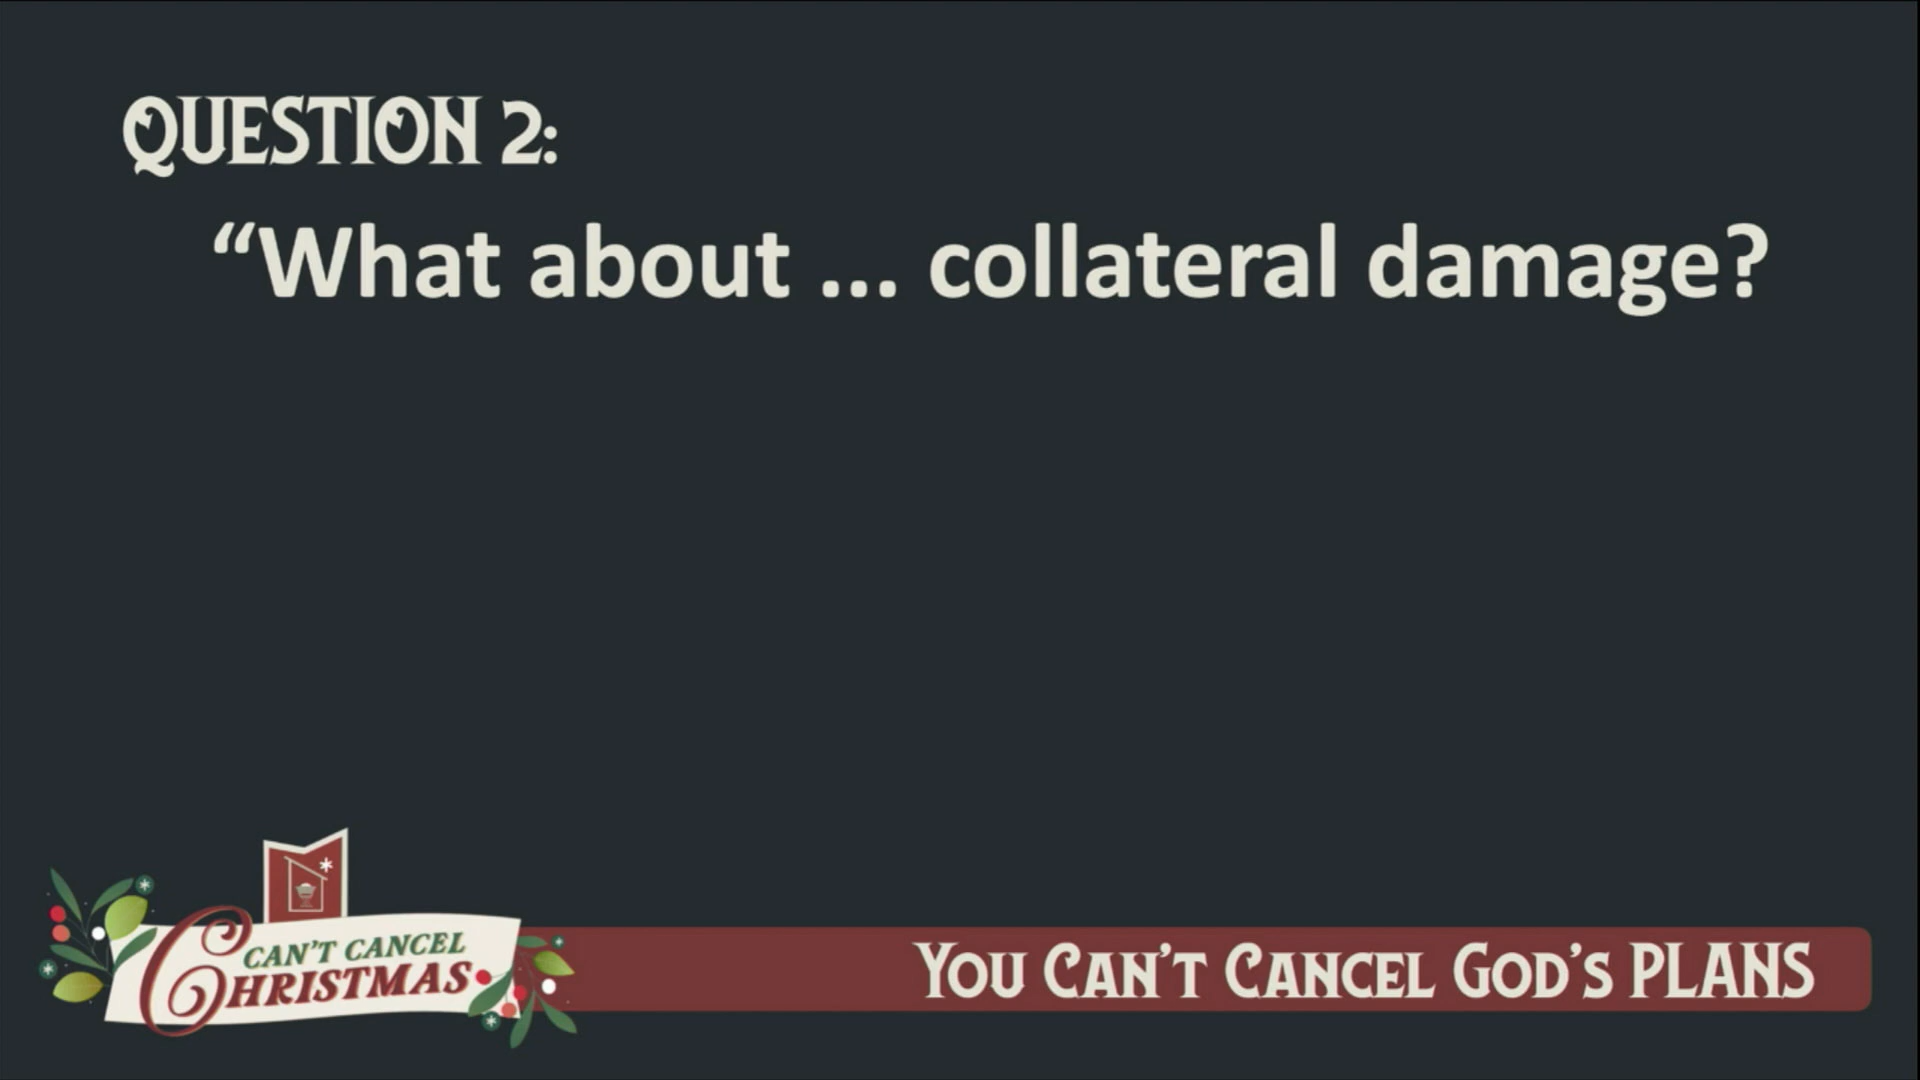 QUESTION 2:
“What about ... collateral damage?
CAN'T CANCEL
CHRISTMAS
YOU CAN'T CANCEL GOD'S PLANS